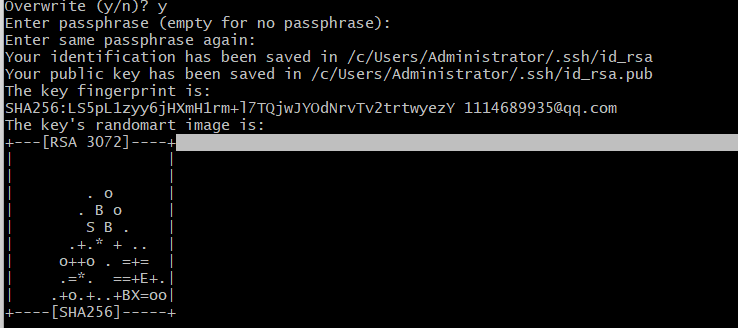 Overwrite (y/n)? y
Enter passphrase (empty for no passphrase):
Enter same passphrase again:
Your identification has been saved in /c/Users/Administrator/.ssh/id_rsa
Your public key has been saved in /c/Users/Administrator/.ssh/id_rsa.pub
The key fingerprint is:
SHA256:LS5pL1zyy6jHXmH1rm+l7TQjwJYOdNrvTv2trtwyezY 1114689935@qq.com
The key's randomart image is:
+---[RSA 3072]----+
|                 |
|                 |
|        . o      |
|       . B o     |
|        S B .    |
|      .+.* + ..  |
|     o++o . =+=  |
|     .=*.  ==+E+.|
|    .+o.+..+BX=oo|
+----[SHA256]-----+